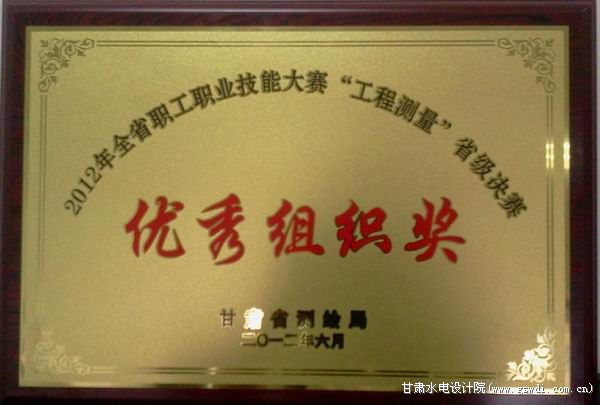 2012年全省职工职业技能大赛“工程测量”省级决赛
优秀组织奖
甘肃省测绘局
二〇一二年六月
甘肃水电设计院(www.gswdi.com.cn)